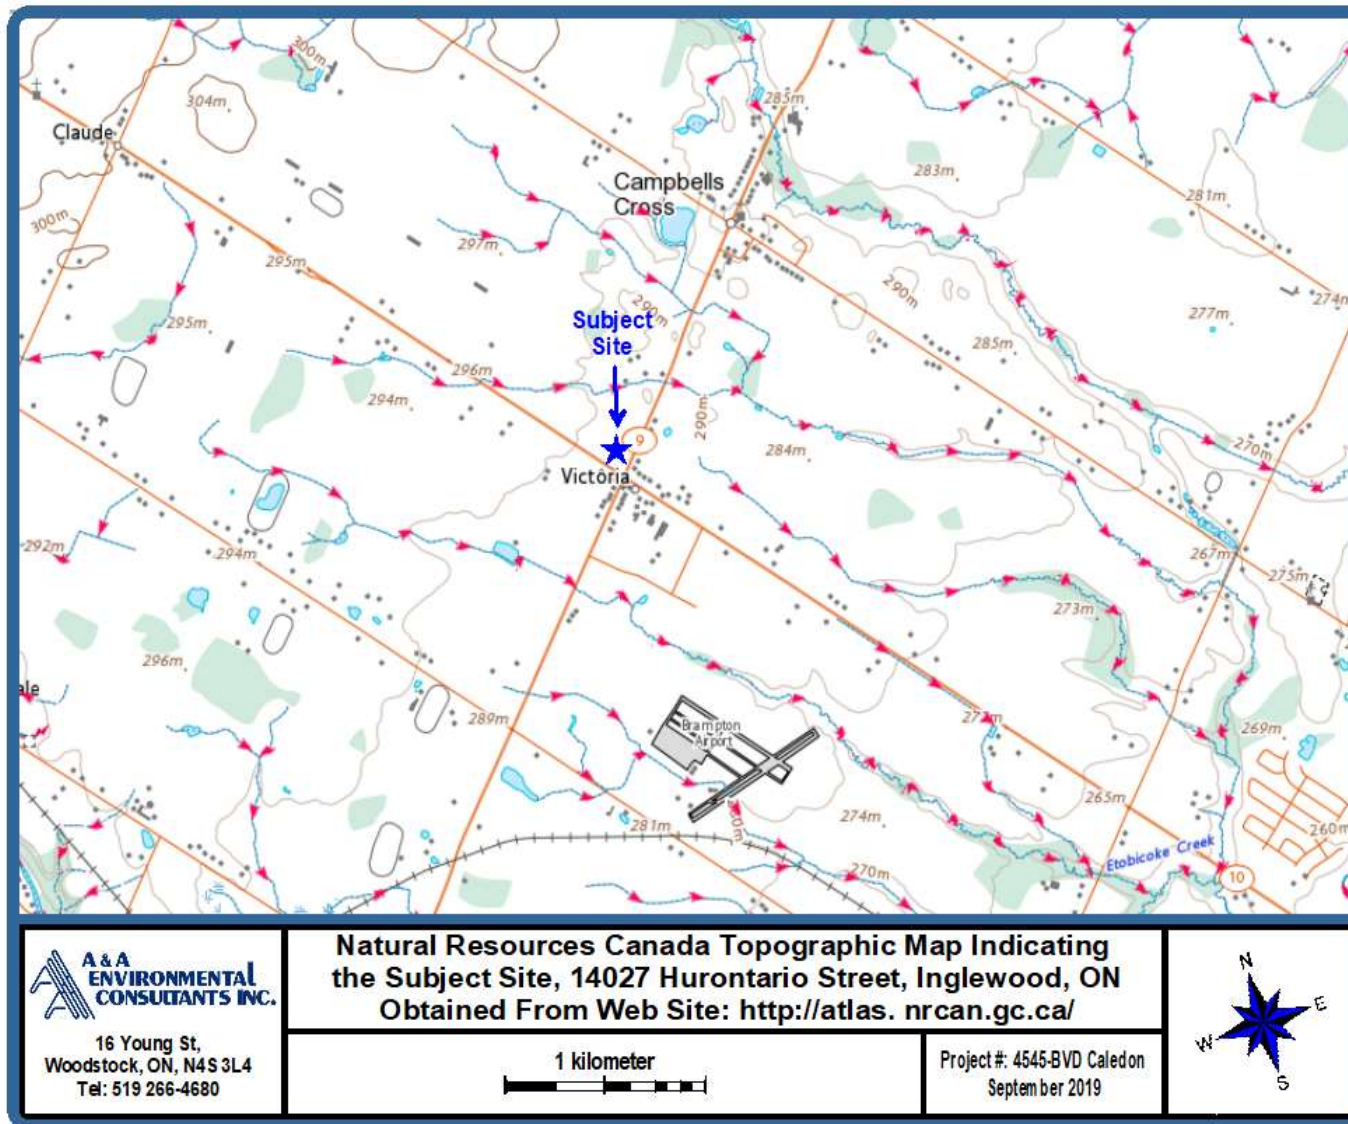 300m
304m
285m
Claude
283m
Campbells
Cross
281m
300m
297m
295m
290m
274m
277m
290m
Subject
Site
295m
285m
296m
294m
290m
9
284m
270m
Victoria
292m
294m
267m
275m
273m
296m
289m
Brampton
Airport
269m
265m
281m
274m
260m
Etobicoke Creek
270m
10
A & A
ENVIRONMENTAL
CONSULTANTS INC.
16 Young St,
Woodstock, ON, N4S 3L4
Tel: 519 266-4680
Natural Resources Canada Topographic Map Indicating
the Subject Site, 14027 Hurontario Street, Inglewood, ON
Obtained From Web Site: http://atlas. nrcan.gc.ca/
1 kilometer
Project #: 4545-BVD Caledon
September 2019
N
E
W
S